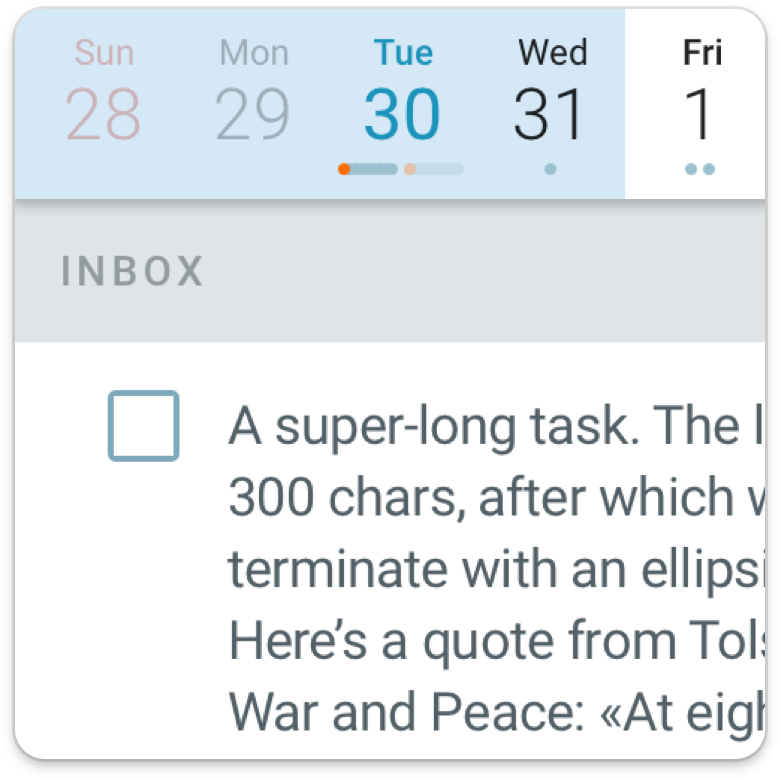 Sun Mon Tue Wed Fri
28 29 30 31 1
INBOX
A super-long task. The
300 chars, after which
terminate with an
Here’s a quote from
War and Peace: «At